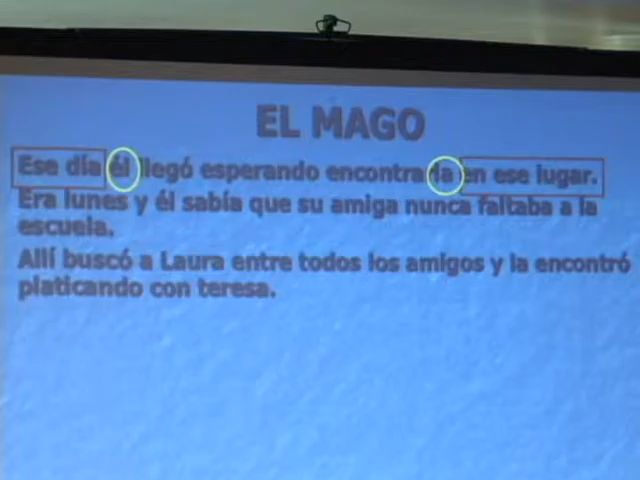 EL MAGO
Ese día él llegó esperando encontrarla en ese lugar.
Era lunes y él sabía que su amiga nunca faltaba a la
escuela.
Allí buscó a Laura entre todos los amigos y la encontró
platicando con teresa.